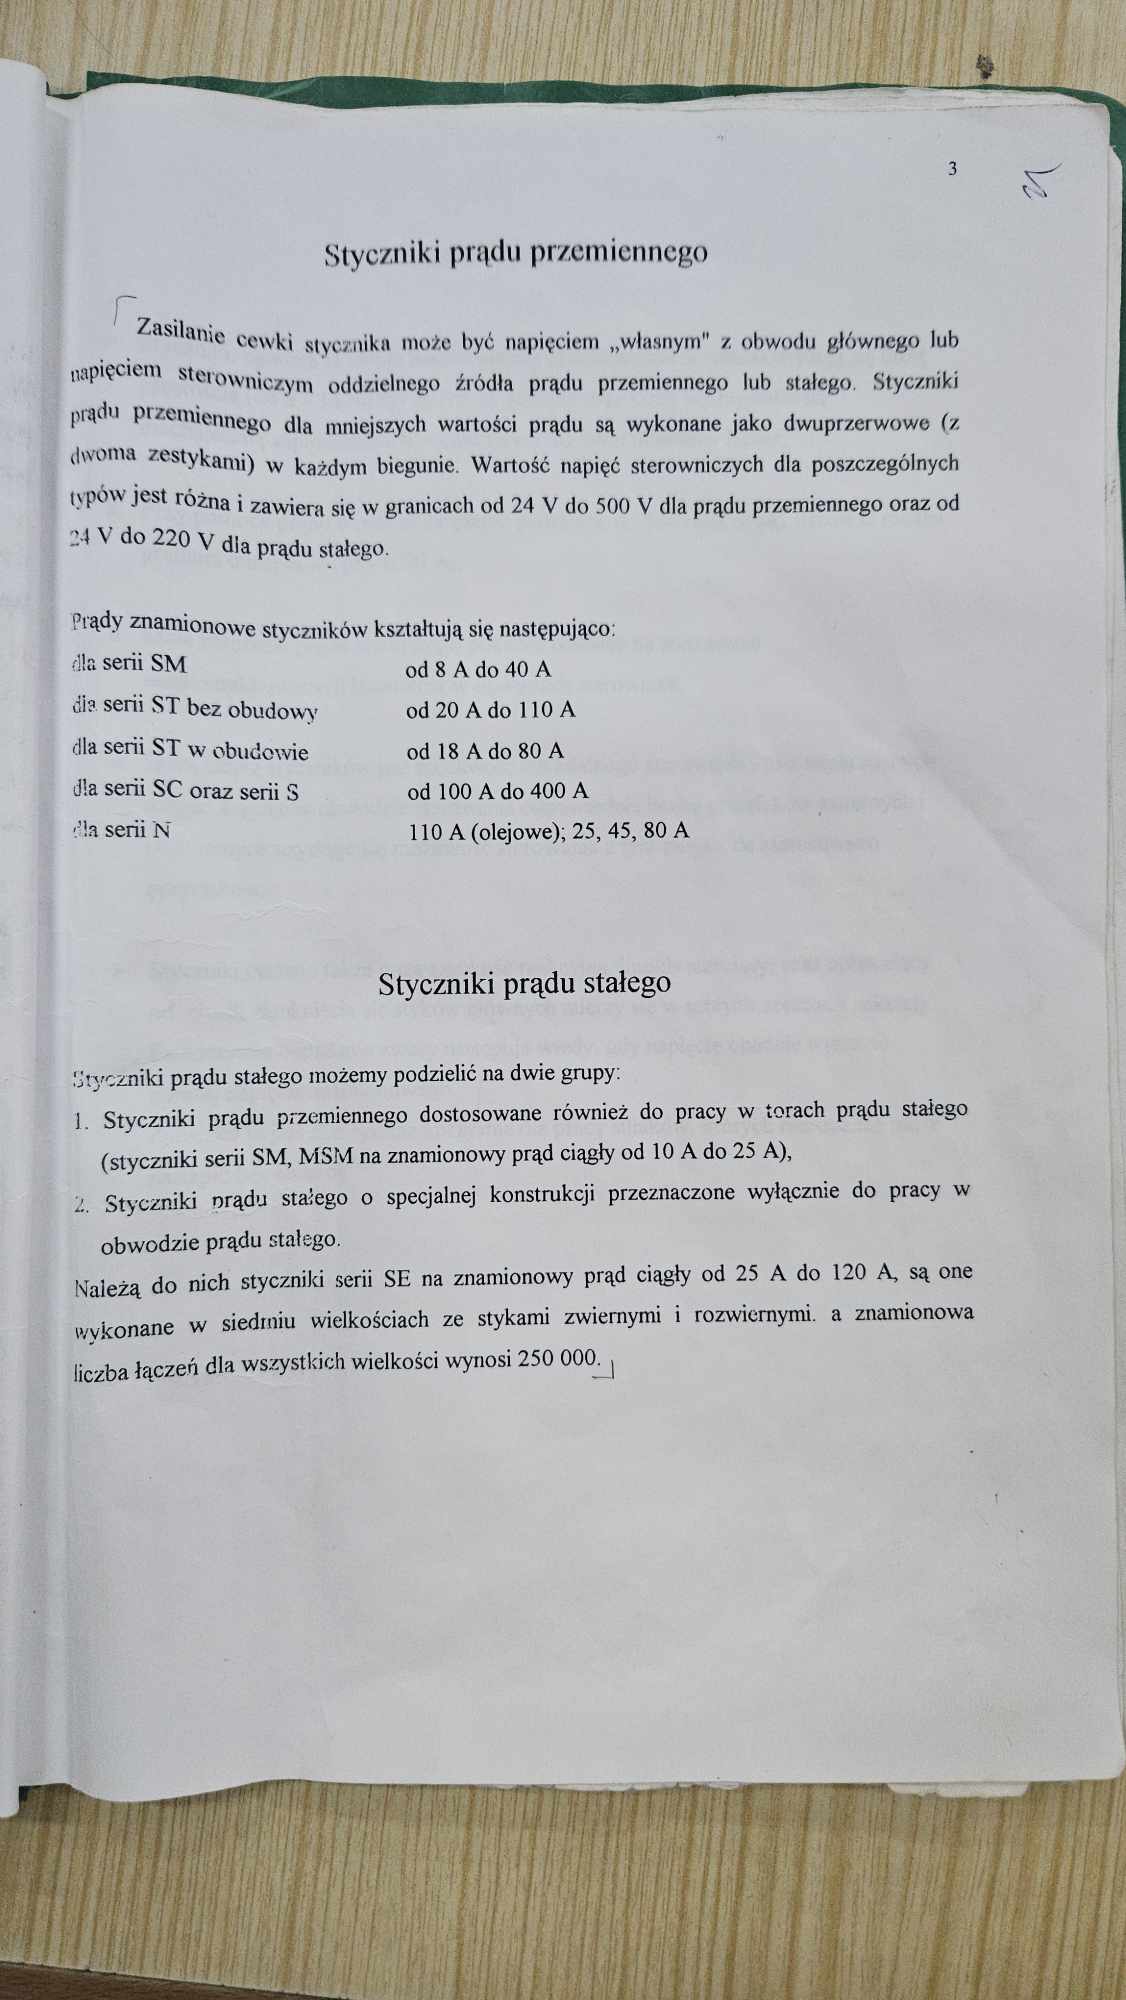 3
Styczniki prądu przemiennego
Zasilanie cewki stycznika może być napięciem „własnym" z obwodu głównego lub
napięciem sterowniczym oddzielnego źródła prądu przemiennego lub stałego. Styczniki
prądu przemiennego dla mniejszych wartości prądu są wykonane jako dwuprzerwowe (z
dwoma zestykami) w każdym biegunie. Wartość napięć sterowniczych dla poszczególnych
typów jest różna i zawiera się w granicach od 24 V do 500 V dla prądu przemiennego oraz od
24 V do 220 V dla prądu stałego.
Prądy znamionowe styczników kształtują się następująco:
dla serii SM od 8 A do 40 A
dla serii ST bez obudowy od 20 A do 110 A
dla serii ST w obudowie od 18 A do 80 A
dla serii SC oraz serii S od 100 A do 400 A
dla serii N 110 A (olejowe); 25, 45, 80 A
Styczniki prądu stałego
Styczniki prądu stałego możemy podzielić na dwie grupy:
1. Styczniki prądu przemiennego dostosowane również do pracy w torach prądu stałego
(styczniki serii SM, MSM na znamionowy prąd ciągły od 10 A do 25 A),
2. Styczniki prądu stałego o specjalnej konstrukcji przeznaczone wyłącznie do pracy w
obwodzie prądu stałego.
Należą do nich styczniki serii SE na znamionowy prąd ciągły od 25 A do 120 A, są one
wykonane w siedmiu wielkościach ze stykami zwiernymi i rozwiernymi. a znamionowa
liczba łączeń dla wszystkich wielkości wynosi 250 000.